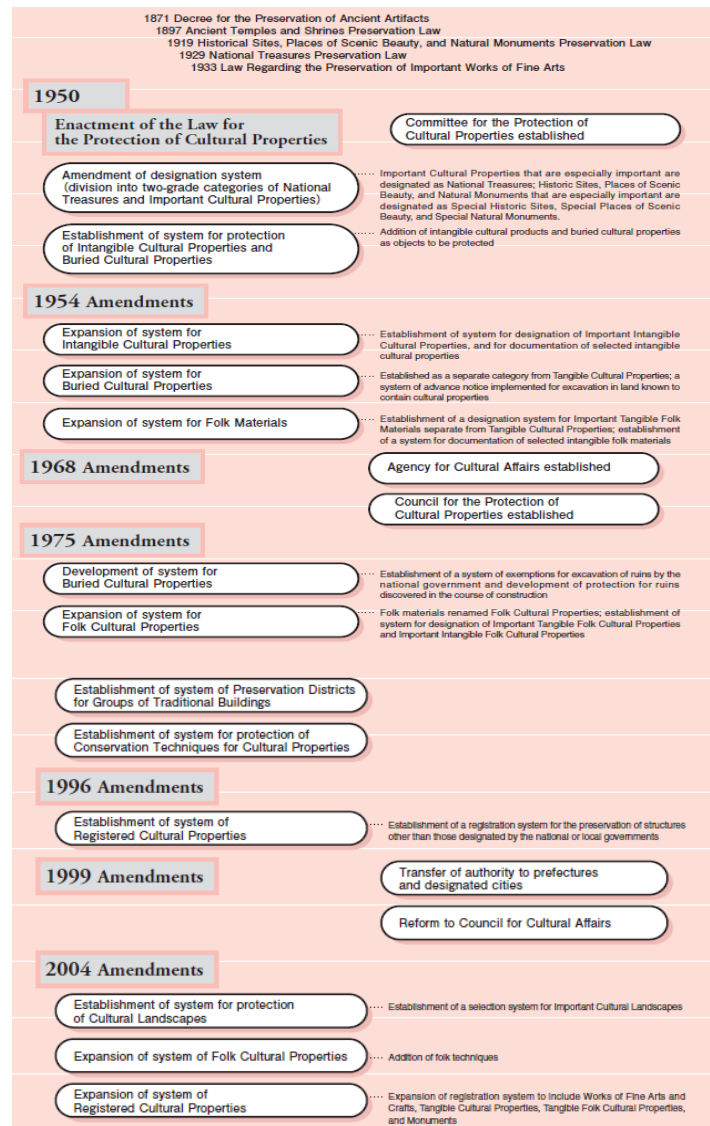 1871 Decree for the Preservation of Ancient Artifacts
1897 Ancient Temples and Shrines Preservation Law
1919 Historical Sites, Places of Scenic Beauty, and Natural Monuments Preservation Law
1929 National Treasures Preservation Law
1933 Law Regarding the Preservation of Important Works of Fine Arts
1950
Enactment of the Law for
the Protection of Cultural Properties
Committee for the Protection of
Cultural Properties established
Amendment of designation system
(division into two-grade categories of National
Treasures and Important Cultural Properties)
Important Cultural Properties that are especially important are
designated as National Treasures; Historic Sites, Places of Scenic
Beauty, and Natural Monuments that are especially important are
designated as Special Historic Sites, Special Places of Scenic
Beauty, and Special Natural Monuments.
Establishment of system for protection
of Intangible Cultural Properties and
Buried Cultural Properties
Addition of intangible cultural products and buried cultural properties
as objects to be protected
1954 Amendments
Expansion of system for
Intangible Cultural Properties
Establishment of system for designation of Important Intangible
Cultural Properties, and for documentation of selected intangible
cultural properties
Expansion of system for
Buried Cultural Properties
Established as a separate category from Tangible Cultural Properties; a
system of advance notice implemented for excavation in land known to
contain cultural properties
Expansion of system for Folk Materials
Establishment of a designation system for Important Tangible Folk
Materials separate from Tangible Cultural Properties; establishment
of a system for documentation of selected intangible folk materials
1968 Amendments
Agency for Cultural Affairs established
Council for the Protection of
Cultural Properties established
1975 Amendments
Development of system for
Buried Cultural Properties
Establishment of a system of exemptions for excavation of ruins by the
national government and development of protection for ruins
discovered in the course of construction
Expansion of system for
Folk Cultural Properties
Folk materials renamed Folk Cultural Properties; establishment of
system for designation of Important Tangible Folk Cultural Properties
and Important Intangible Folk Cultural Properties
Establishment of system of Preservation Districts
for Groups of Traditional Buildings
Establishment of system for protection of
Conservation Techniques for Cultural Properties
1996 Amendments
Establishment of system of
Registered Cultural Properties
Establishment of a registration system for the preservation of structures
other than those designated by the national or local governments
1999 Amendments
Transfer of authority to prefectures
and designated cities
Reform to Council for Cultural Affairs
2004 Amendments
Establishment of system for protection
of Cultural Landscapes
Establishment of a selection system for Important Cultural Landscapes
Expansion of system of Folk Cultural Properties
Addition of folk techniques
Expansion of system of
Registered Cultural Properties
Expansion of registration system to include Works of Fine Arts and
Crafts, Tangible Cultural Properties, Tangible Folk Cultural Properties,
and Monuments